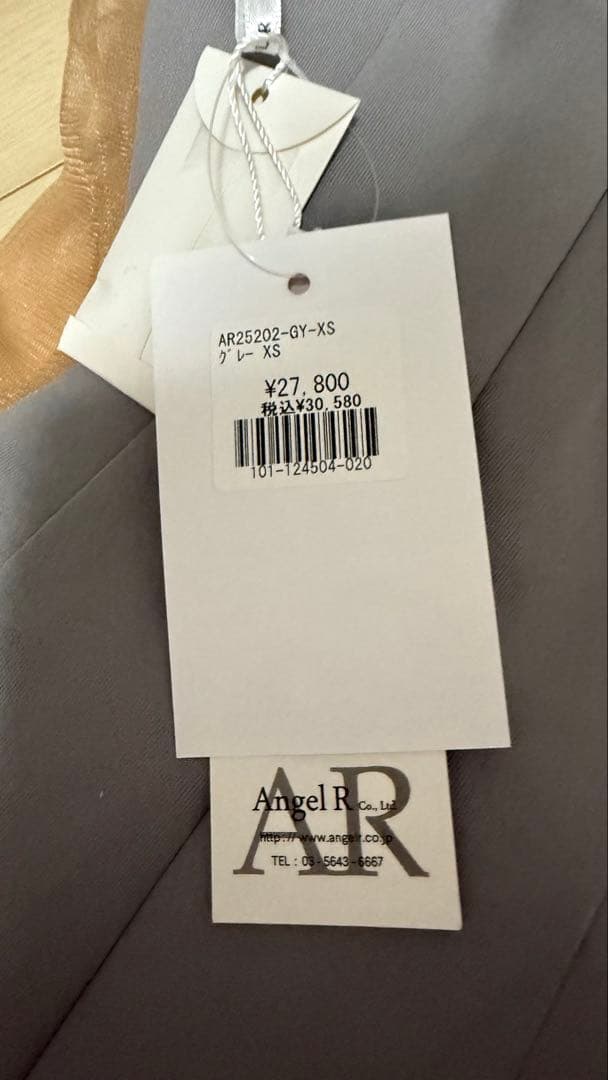 L R
AR25202-GY-XS
グレー XS
¥27,800
税込¥30,580
101-124504-020
AR
Angel R Co., Ltd
http://www.angelr.co.jp
TEL : 03-5643-6667